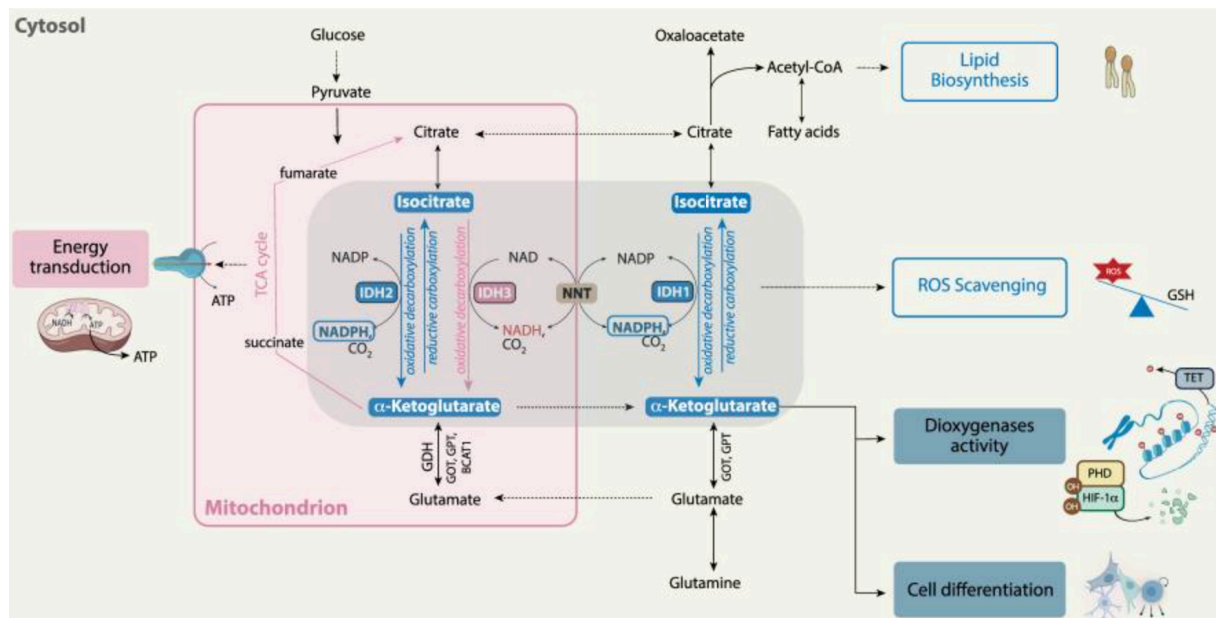 Cytosol
Glucose
Pyruvate
Oxaloacetate
Acetyl-CoA
Lipid
Biosynthesis
Citrate
Citrate
Fatty acids
fumarate
Isocitrate
Isocitrate
Energy
transduction
TCA cycle
ATP
NADH
ATP
ATP
succinate
NADP
IDH2
NADPH,
CO2
oxidative decarboxylation
reductive carboxylation
oxidative decarboxylation
NAD
IDH3
NADH,
CO2
NNT
NADP
IDH1
NADPH,
CO2
oxidative decarboxylation
reductive carboxylation
ROS Scavenging
ROS
GSH
α-Ketoglutarate
α-Ketoglutarate
GDH
GOT, GPT,
BCAT1
GOT, GPT
Dioxygenases
activity
TET
PHD
OH
HIF-1α
OH
Mitochondrion
Glutamate
Glutamate
Glutamine
Cell differentiation